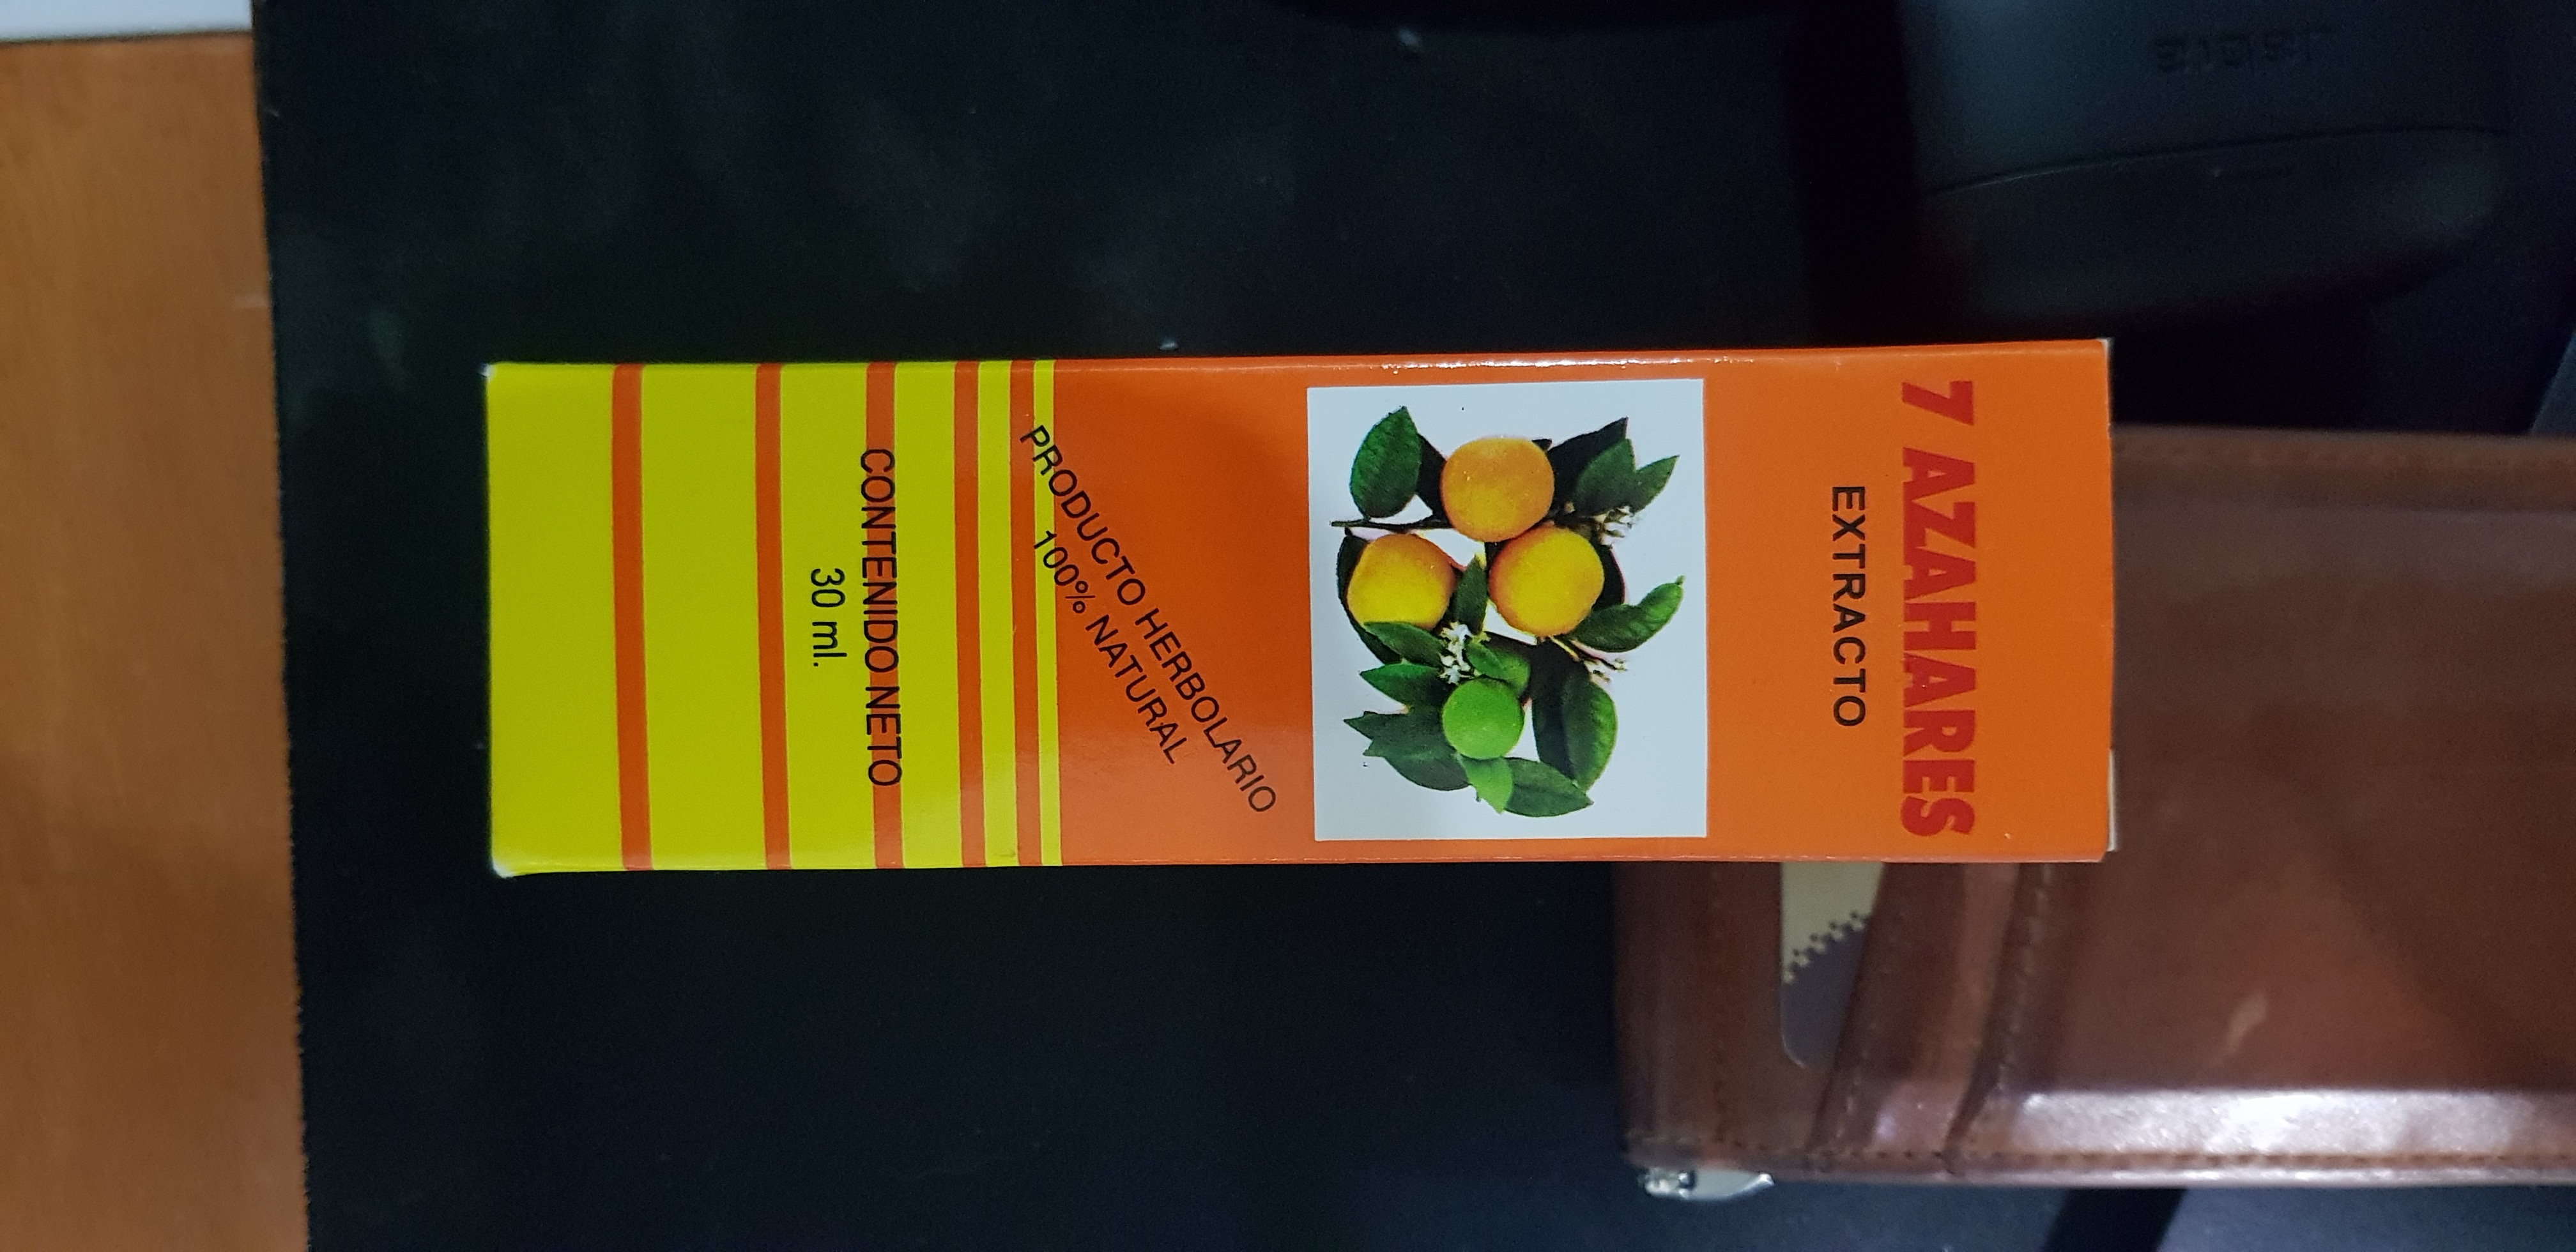 7 AZAHARES
EXTRACTO
PRODUCTO HERBOLARIO
100% NATURAL
CONTENIDO NETO
30 ml.